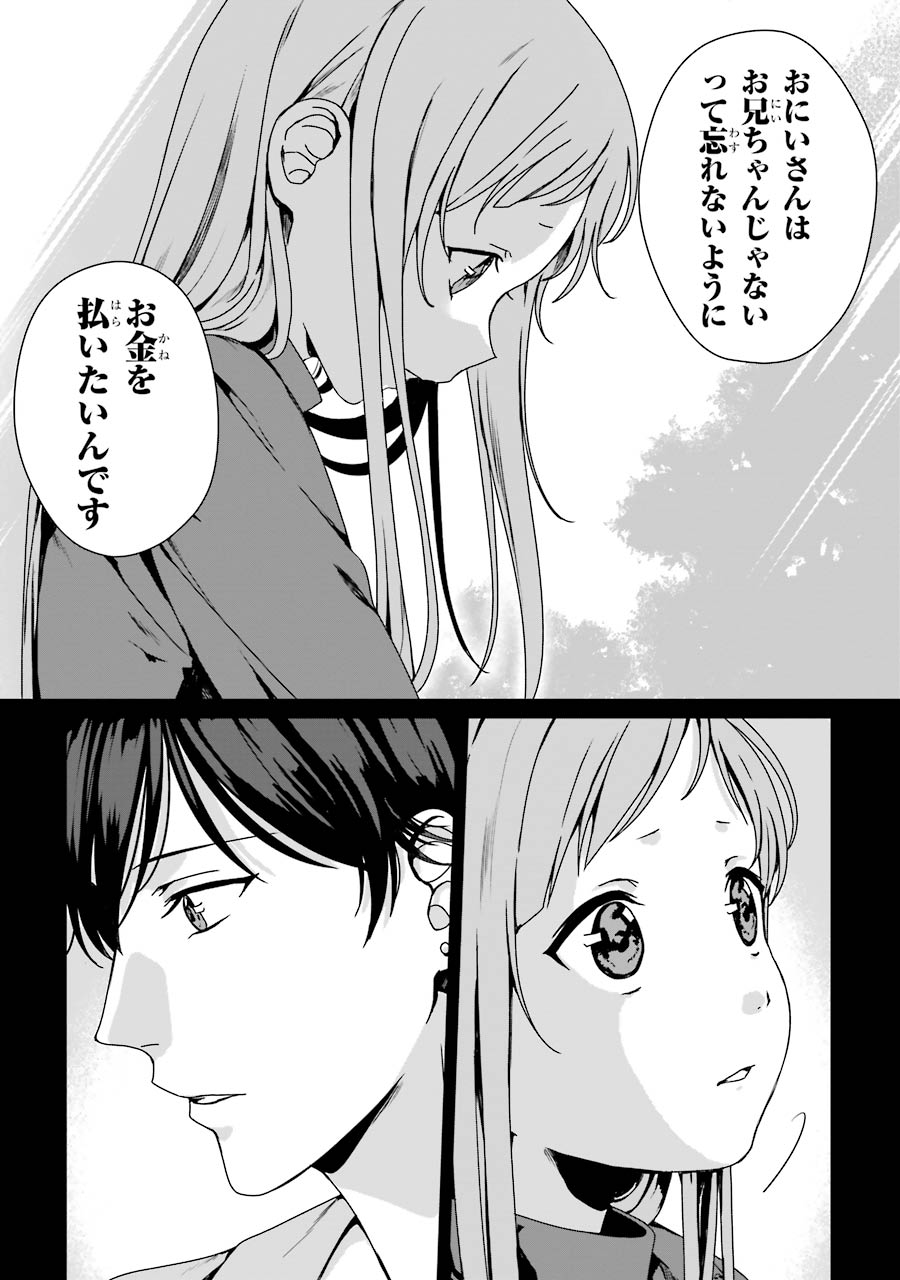 おにいさんは
お兄ちゃんじゃない
って忘れないように
お金を
払いたいんです